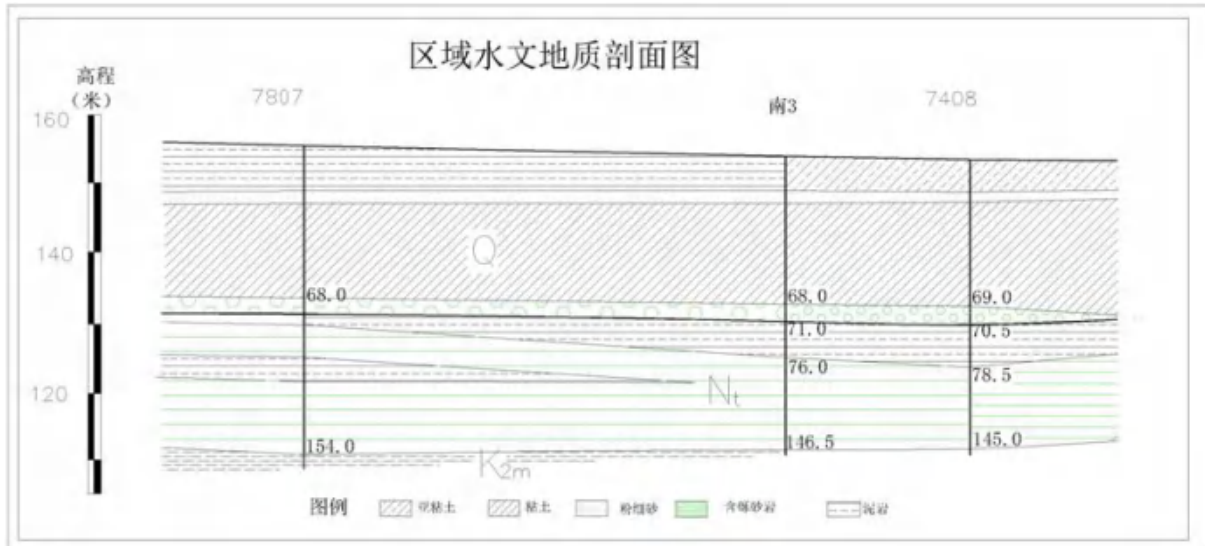 区域水文地质剖面图
高程
（米）
7807
南3
7408
160
140
120
Q
68.0
68.0
69.0
71.0
70.5
76.0
78.5
Nt
154.0
146.5
145.0
K2m
图例
亚粘土
粘土
粉细砂
含砾砂岩
泥岩